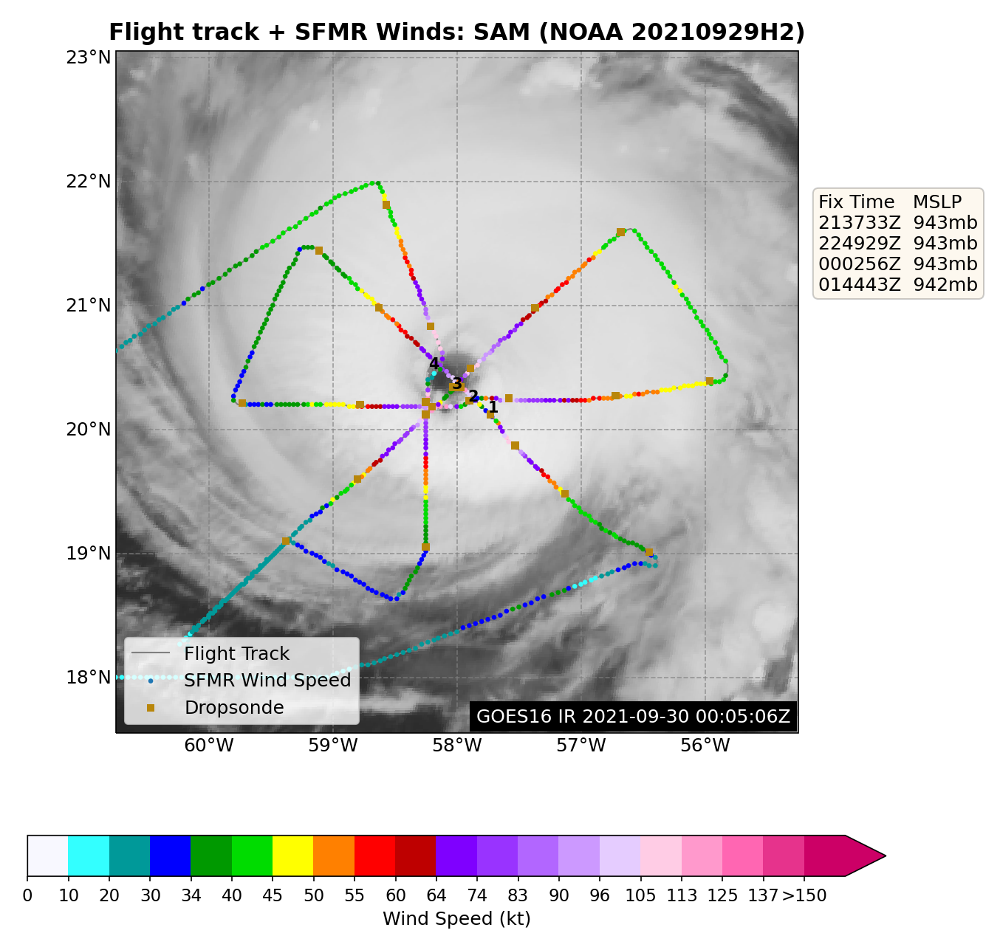 Flight track + SFMR Winds: SAM (NOAA 20210929H2)
23°N
22°N
21°N
20°N
19°N
18°N
Fix Time MSLP
213733Z 943mb
224929Z 943mb
000256Z 943mb
014443Z 942mb
4
3
2
1
Flight Track
SFMR Wind Speed
Dropsonde
GOES16 IR 2021-09-30 00:05:06Z
60°W 59°W 58°W 57°W 56°W
0 10 20 30 34 40 45 50 55 60 64 74 83 90 96 105 113 125 137 >150
Wind Speed (kt)